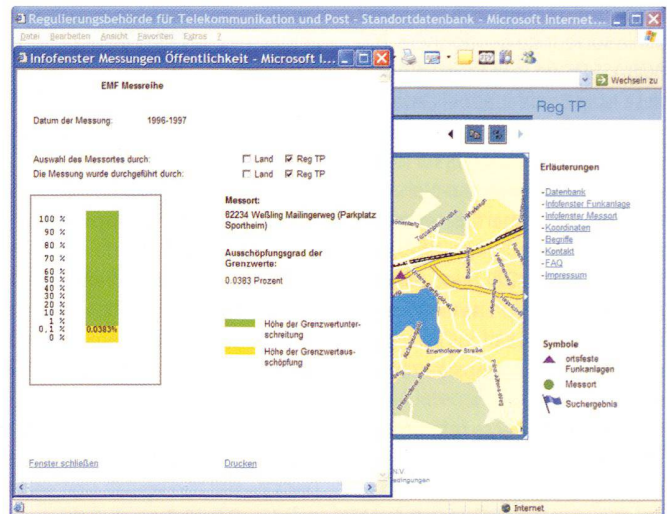 Regulierungsbehörde für Telekommunikation und Post - Standortdatenbank - Microsoft Internet...
Datei Bearbeiten Ansicht Favoriten Extras ?
Infofenster Messungen Öffentlichkeit - Microsoft I...
Wechseln zu
EMF Messreihe
Reg TP
Datum der Messung: 1996-1997
Auswahl des Messortes durch: Land Reg TP
Die Messung wurde durchgeführt durch: Land Reg TP
100 %
90 %
80 %
70 %
60 %
50 %
40 %
30 %
20 %
10 %
1 %
0,1 %
0 %
0.0383%
Messort:
82234 Weßling Mailingerweg (Parkplatz
Sportheim)
Ausschöpfungsgrad der
Grenzwerte:
0.0383 Prozent
Höhe der Grenzwertunter-
schreitung
Höhe der Grenzwertaus-
schöpfung
Fenster schließen
Drucken
Erläuterungen
- Datenbank
- Infofenster Funkanlage
- Infofenster Messort
- Koordinaten
- Begriffe
- Kontakt
- FAQ
- Impressum
Etterholner Straße
Symbole
ortsfeste
Funkanlagen
Messort
Suchergebnis
N.V.
edingungen
Internet